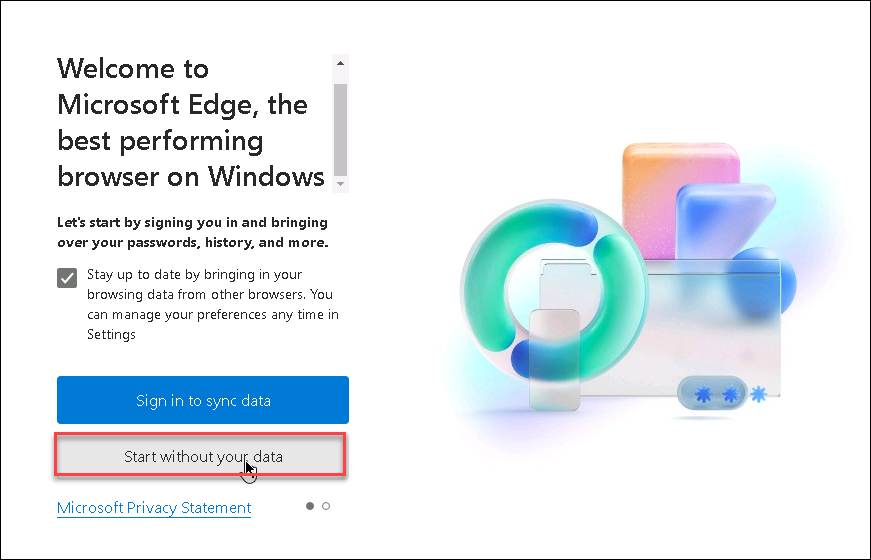 Welcome to
Microsoft Edge, the
best performing
browser on Windows
Let's start by signing you in and bringing
over your passwords, history, and more.
Stay up to date by bringing in your
browsing data from other browsers. You
can manage your preferences any time in
Settings
Sign in to sync data
Start without your data
Microsoft Privacy Statement